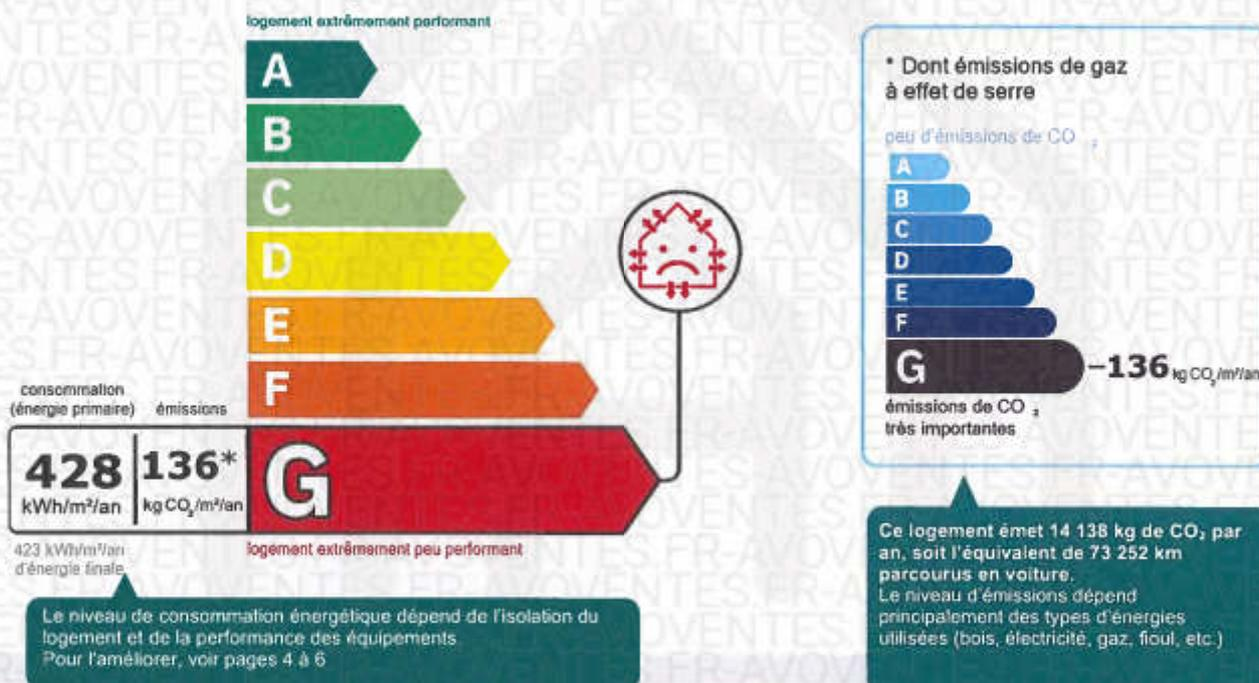 logement extrêmement performant
A
B
C
D
E
F
consommation
(énergie primaire)
émissions
428
kWh/m²/an
136*
kg CO₂/m²/an
G
423 kWh/m²/an
d'énergie finale
logement extrêmement peu performant
Le niveau de consommation énergétique dépend de l'isolation du
logement et de la performance des équipements
Pour l'améliorer, voir pages 4 à 6
* Dont émissions de gaz
à effet de serre
peu d'émissions de CO ₂
A
B
C
D
E
F
G
136 kg CO₂/m²/an
émissions de CO ₂
très importantes
Ce logement émet 14 138 kg de CO₂ par
an, soit l'équivalent de 73 252 km
parcourus en voiture.
Le niveau d'émissions dépend
principalement des types d'énergies
utilisées (bois, électricité, gaz, fioul, etc.)